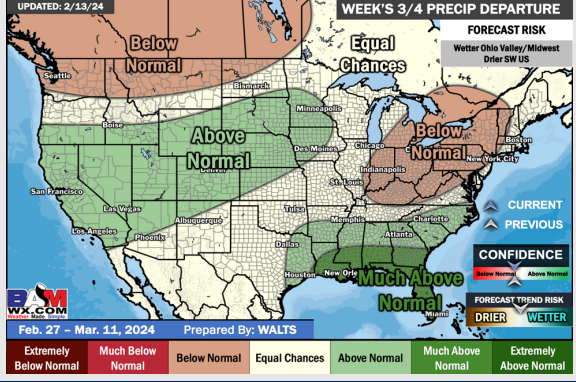 UPDATED: 2/13/24
WEEK'S 3/4 PRECIP DEPARTURE
FORECAST RISK
Wetter Ohio Valley/Midwest
Drier SW US
Below
Normal
Equal
Chances
Seattle
Bismarck
Minneapolis
Boise
Above
Normal
Below
Normal
Boston
Des Moines
Chicago
New York City
Denver
Indianapolis
San Francisco
St. Louis
Las Vegas
Tulsa
Memphis
Charlotte
Los Angeles
Albuquerque
Phoenix
Atlanta
Dallas
Houston
New Orle
Much Above
Normal
Miami
CURRENT
PREVIOUS
CONFIDENCE
Below Normal
Above Normal
FORECAST TREND RISK
DRIER
WETTER
BAM
WX.COM
Weather. Made. Simple.
Feb. 27 – Mar. 11, 2024
Prepared By: WALTS
Extremely
Below Normal
Much Below
Normal
Below Normal
Equal Chances
Above Normal
Much Above
Normal
Extremely
Above Normal